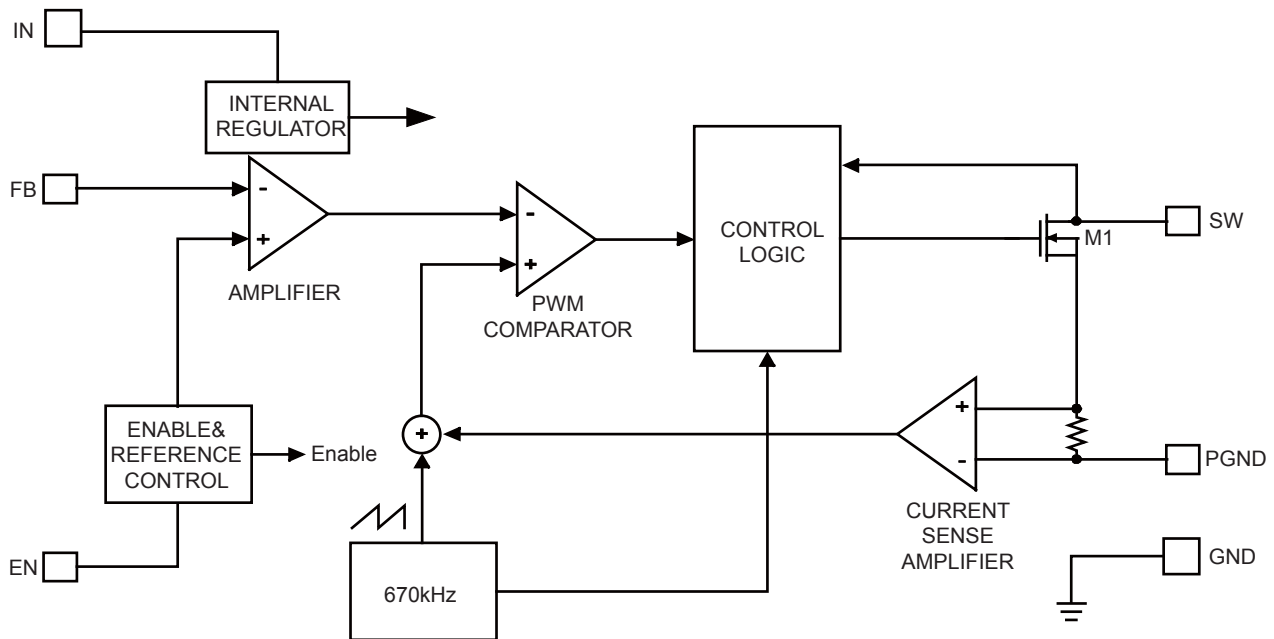 IN
INTERNAL
REGULATOR
FB
-
+
AMPLIFIER
-
+
PWM
COMPARATOR
CONTROL
LOGIC
M1
SW
ENABLE&
REFERENCE
CONTROL
Enable
+
+
-
CURRENT
SENSE
AMPLIFIER
PGND
GND
EN
670kHz